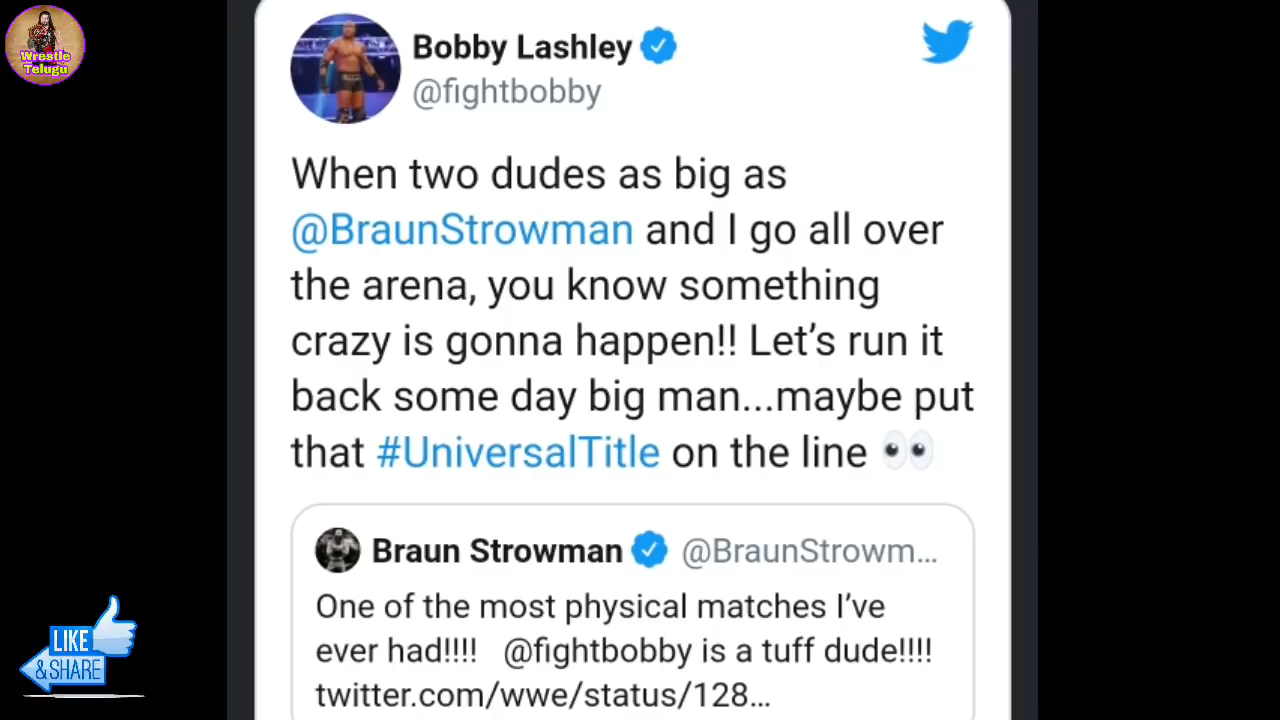 Wrestle
Telugu
Bobby Lashley
@fightbobby
When two dudes as big as
@BraunStrowman and I go all over
the arena, you know something
crazy is gonna happen!! Let’s run it
back some day big man...maybe put
that #UniversalTitle on the line 👀
Braun Strowman @BraunStrowm...
One of the most physical matches I’ve
ever had!!!! @fightbobby is a tuff dude!!!!
twitter.com/wwe/status/128...
LIKE
& SHARE